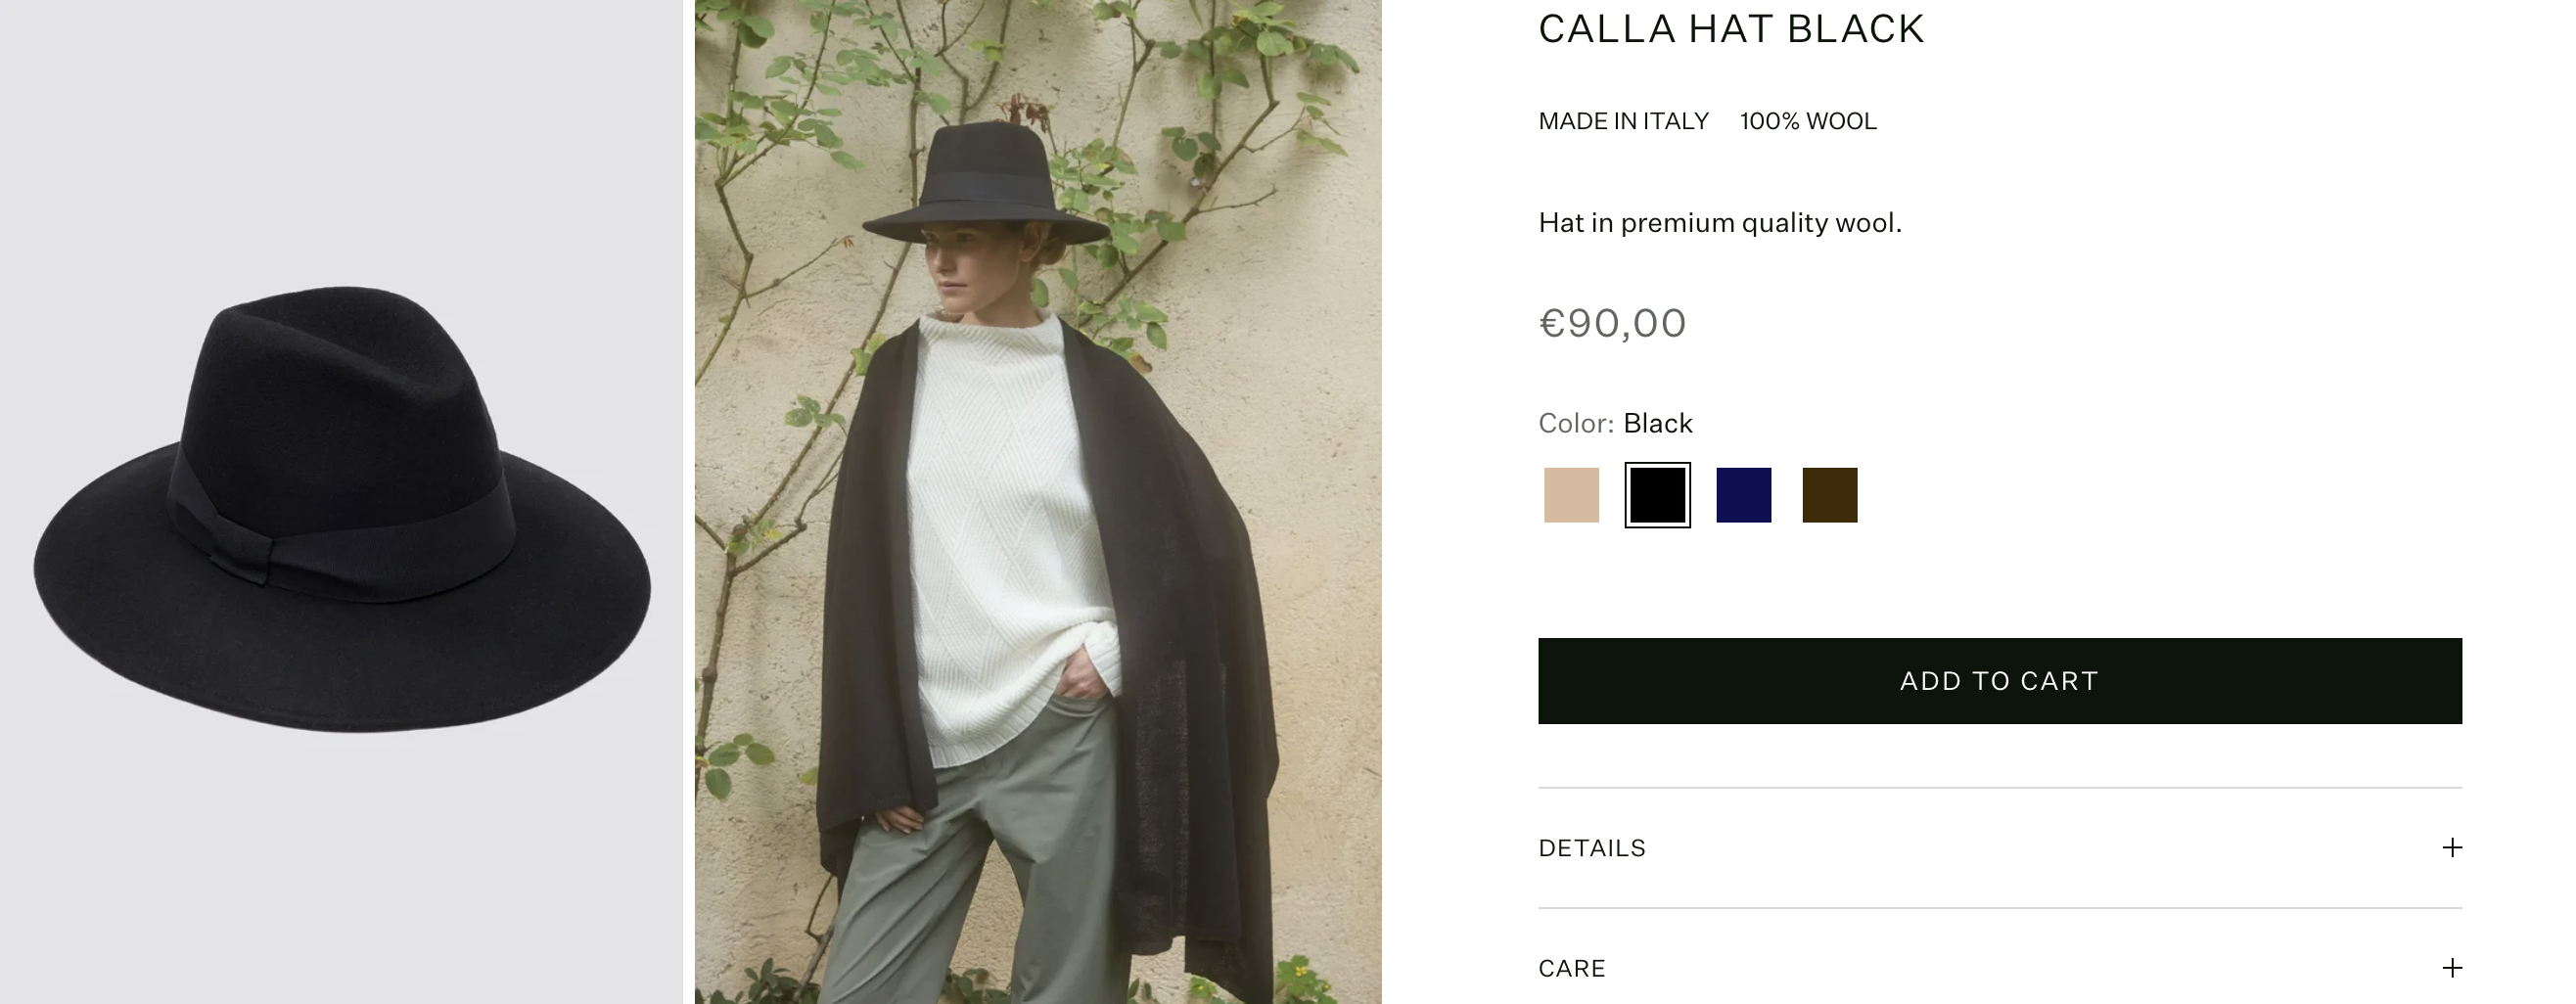 CALLA HAT BLACK
MADE IN ITALY 100% WOOL
Hat in premium quality wool.
€90,00
Color: Black
ADD TO CART
DETAILS +
CARE +